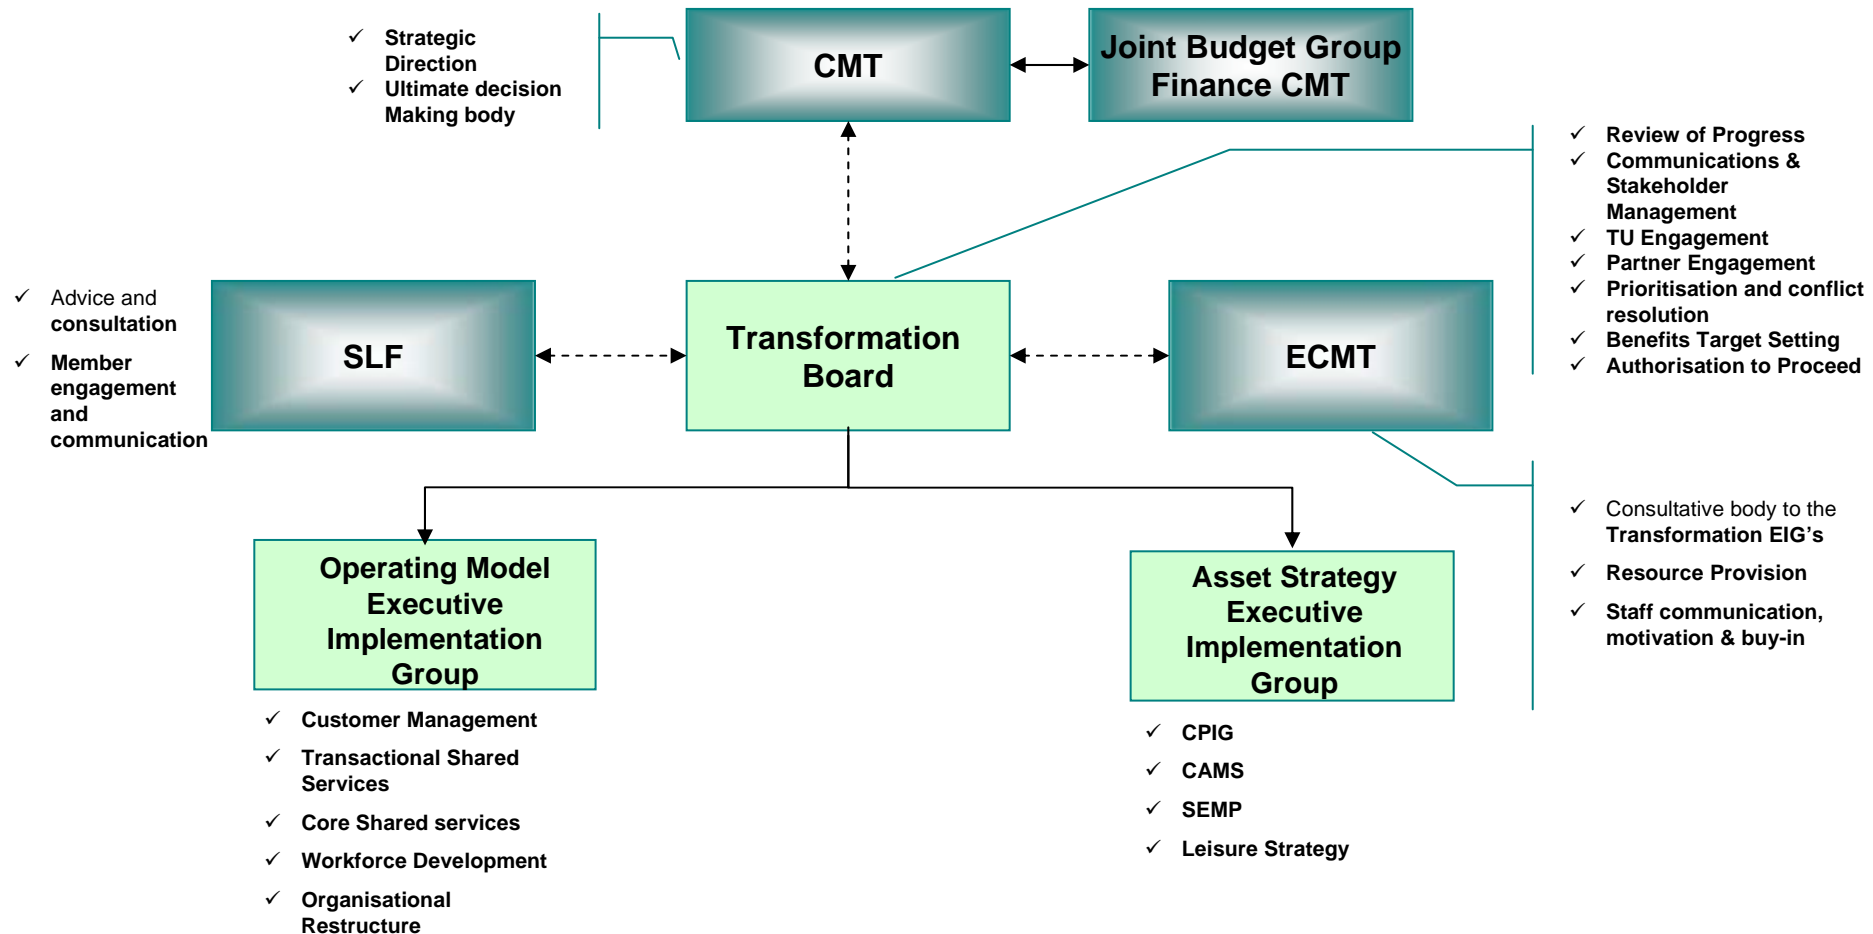 ✓ Strategic
Direction
✓ Ultimate decision
Making body
CMT
Joint Budget Group
Finance CMT
✓ Review of Progress
✓ Communications &
Stakeholder
Management
✓ TU Engagement
✓ Partner Engagement
✓ Prioritisation and conflict
resolution
✓ Benefits Target Setting
✓ Authorisation to Proceed
✓ Advice and
consultation
✓ Member
engagement
and
communication
SLF
Transformation
Board
ECMT
✓ Consultative body to the
Transformation EIG’s
✓ Resource Provision
✓ Staff communication,
motivation & buy-in
Operating Model
Executive
Implementation
Group
✓ Customer Management
✓ Transactional Shared
Services
✓ Core Shared services
✓ Workforce Development
✓ Organisational
Restructure
Asset Strategy
Executive
Implementation
Group
✓ CPIG
✓ CAMS
✓ SEMP
✓ Leisure Strategy